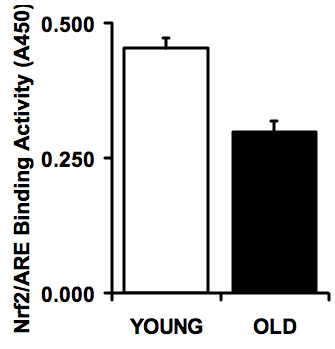 Nrf2/ARE Binding Activity (A450)
0.500
0.250
0.000
YOUNG OLD